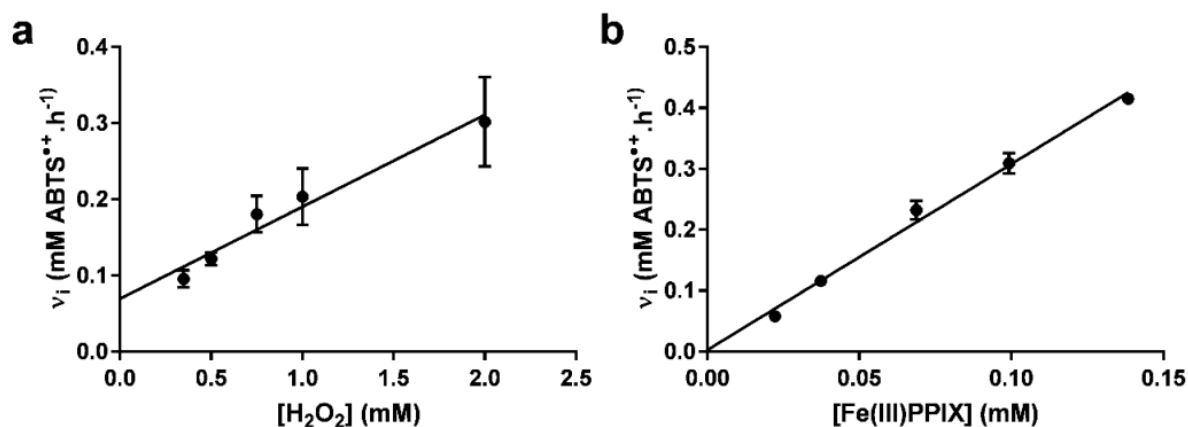 a
0.4
0.3
0.2
0.1
0.0
νi (mM ABTS•+.h⁻¹)
0.0 0.5 1.0 1.5 2.0 2.5
[H₂O₂] (mM)
b
0.5
0.4
0.3
0.2
0.1
0.0
νi (mM ABTS•+.h⁻¹)
0.00 0.05 0.10 0.15
[Fe(III)PPIX] (mM)